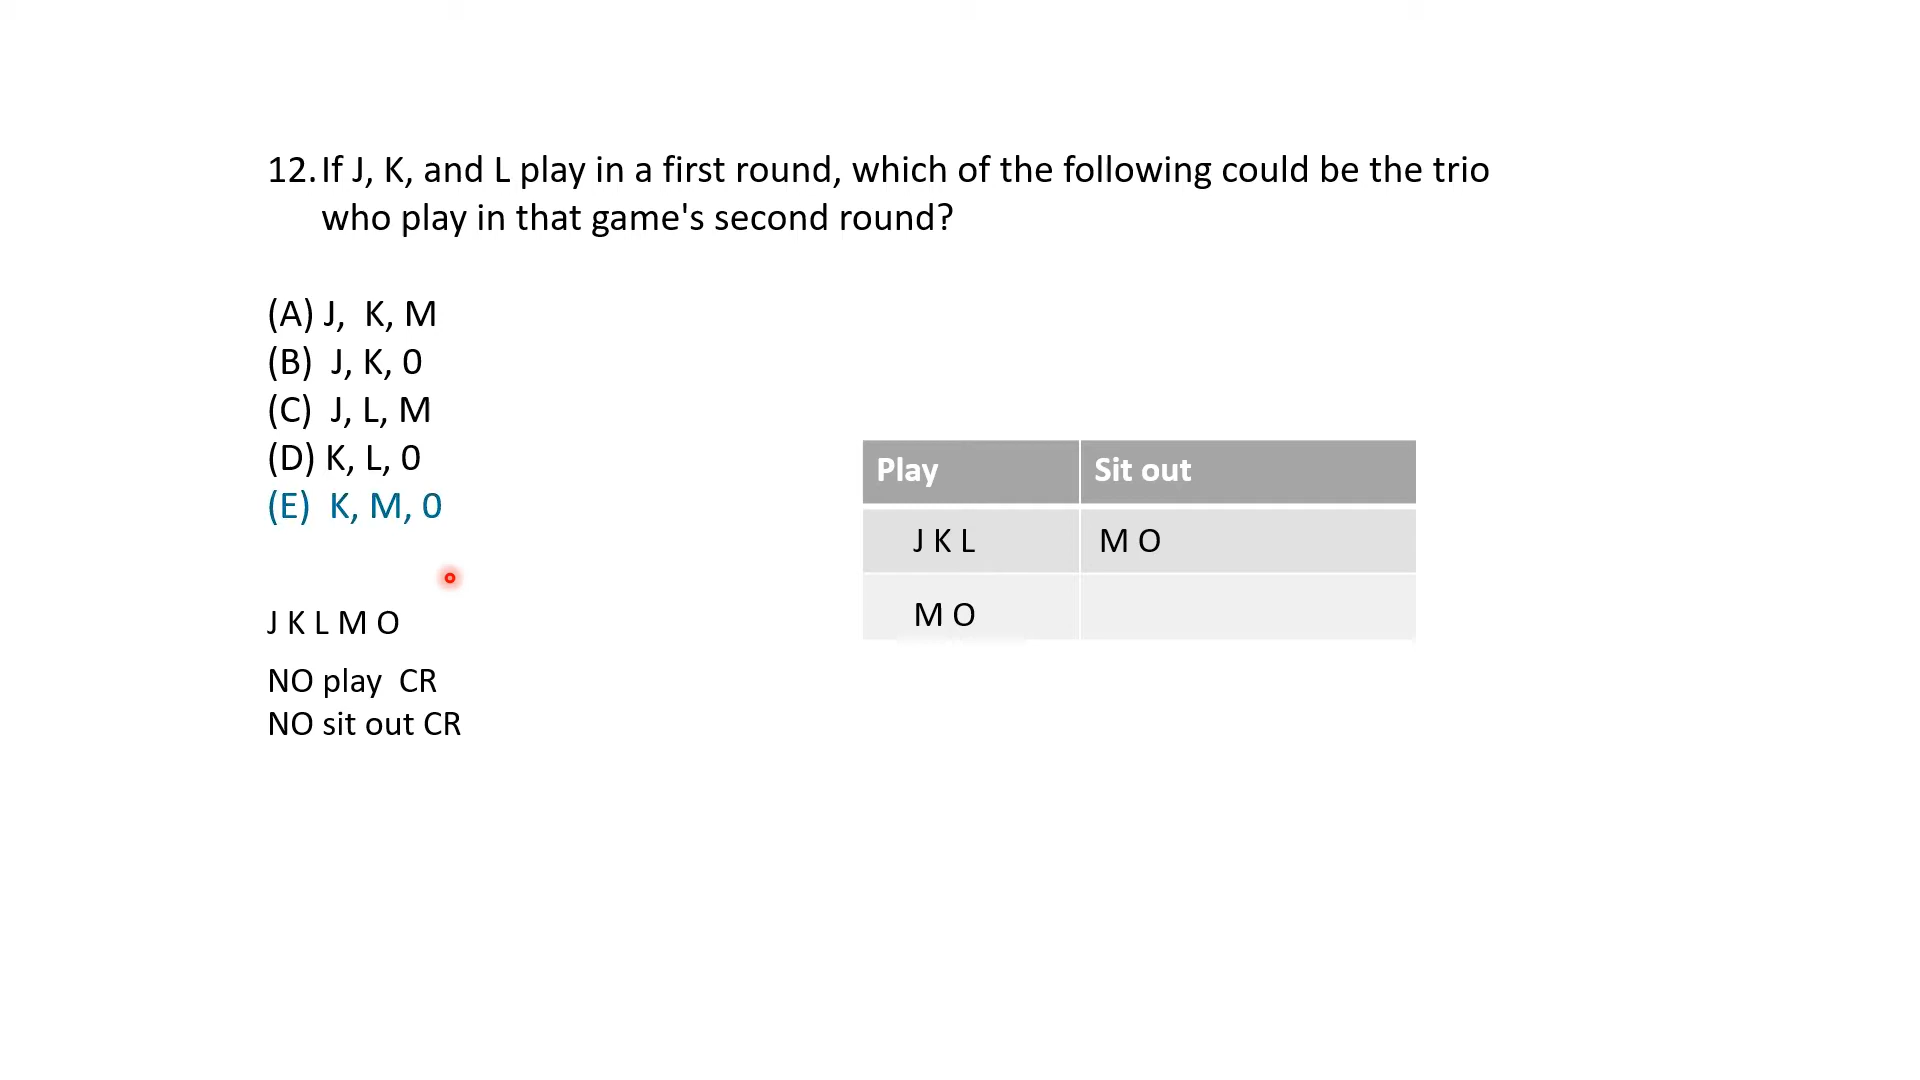 12. If J, K, and L play in a first round, which of the following could be the trio
who play in that game's second round?
(A) J, K, M
(B) J, K, 0
(C) J, L, M
(D) K, L, 0
(E) K, M, 0
Play Sit out
J K L M O
M O
J K L M O
NO play CR
NO sit out CR